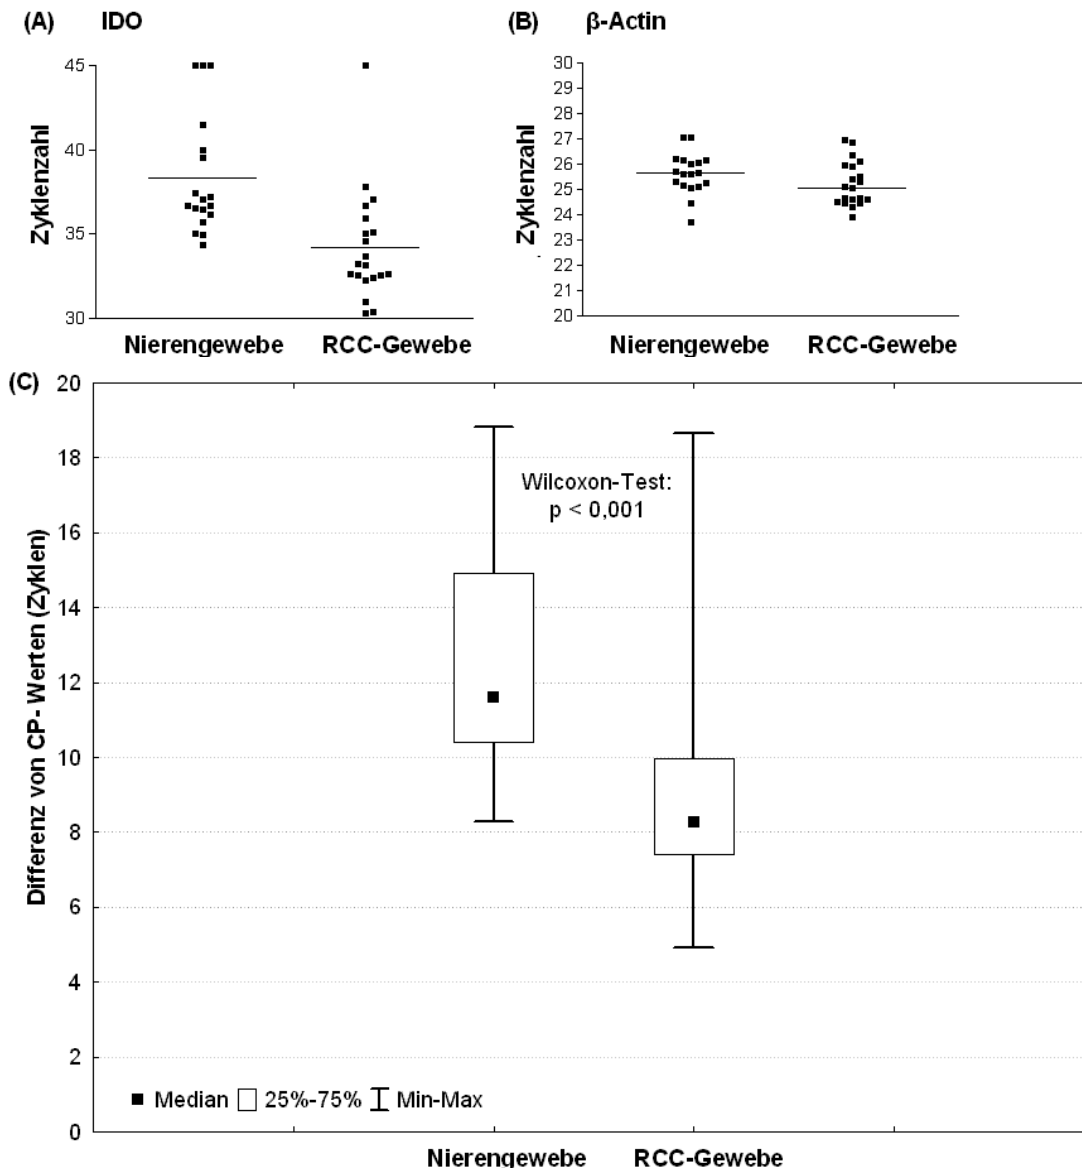 (A) IDO
Zyklenzahl
45
40
35
30
Nierengewebe RCC-Gewebe
(B) β-Actin
Zyklenzahl
30
29
28
27
26
25
24
23
22
21
20
Nierengewebe RCC-Gewebe
(C)
Differenz von CP- Werten (Zyklen)
20
18
16
14
12
10
8
6
4
2
0
Wilcoxon-Test:
p < 0,001
Median 25%-75% Min-Max
Nierengewebe RCC-Gewebe